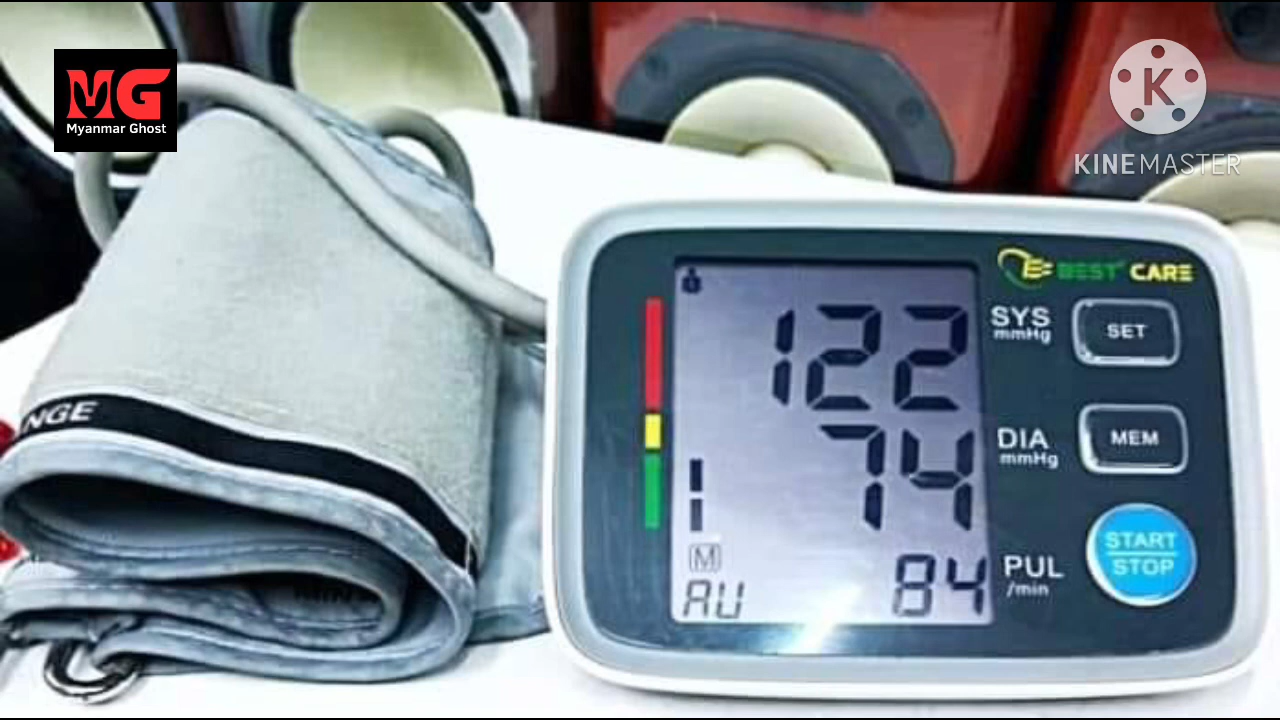 MG
Myanmar Ghost
K
KINEMASTER
NGE
BEST CARE
122
SYS
mmHg
SET
74
DIA
mmHg
MEM
M
AU
84
PUL
/min
START
STOP